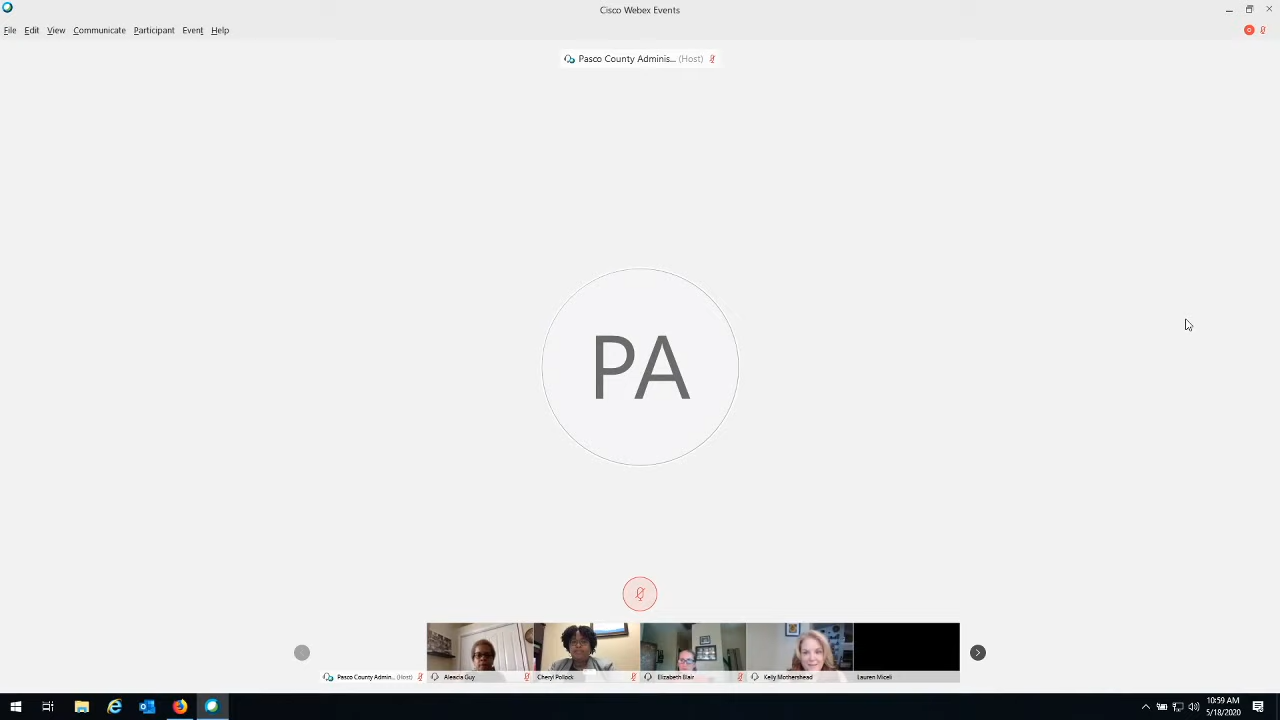 Cisco Webex Events
File Edit View Communicate Participant Event Help
Pasco County Adminis... (Host)
PA
Pasco County Admin... (Host) Aleacia Guy Cheryl Pollock Elizabeth Blair Kelly Mothershead Lauren Miceli
10:59 AM
5/18/2020